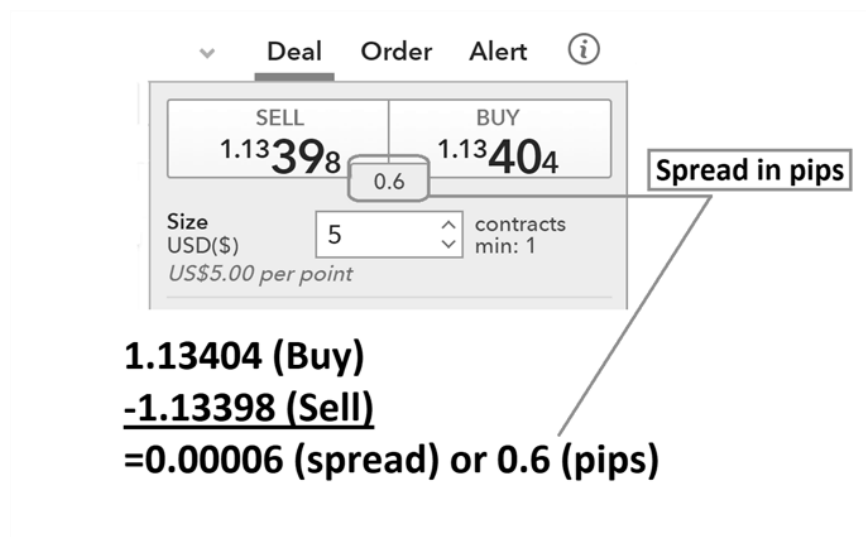 Deal Order Alert i
SELL BUY
1.13398 1.13404
0.6
Spread in pips
Size
USD($)
5
contracts
min: 1
US$5.00 per point
1.13404 (Buy)
-1.13398 (Sell)
=0.00006 (spread) or 0.6 (pips)